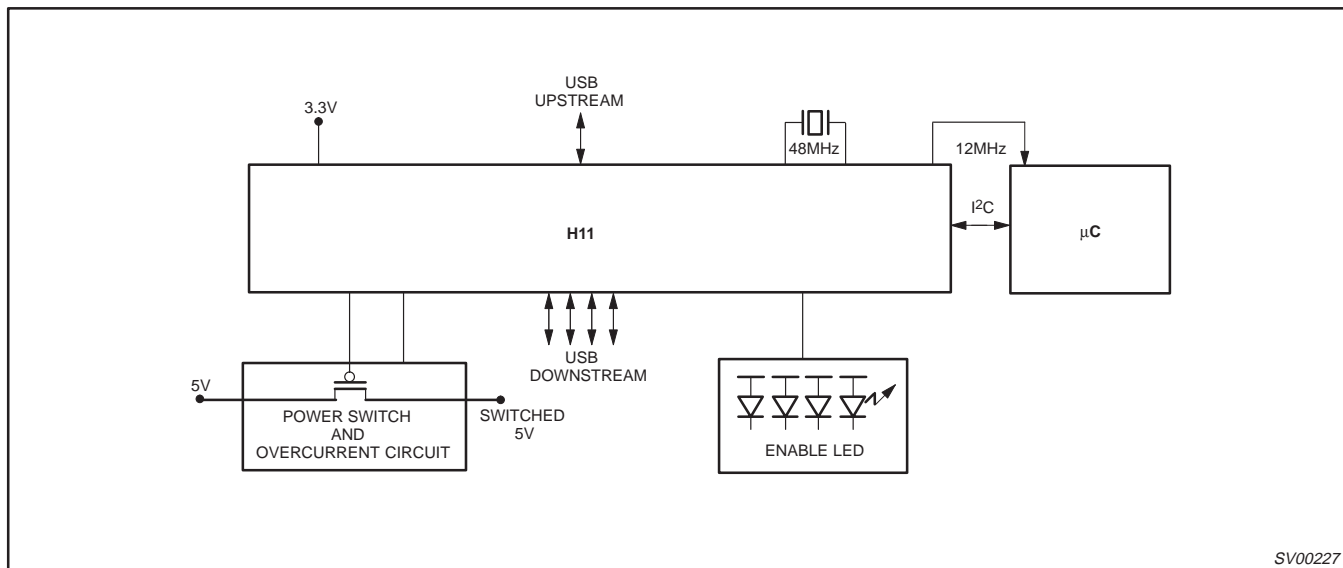 USB
UPSTREAM
3.3V
48MHz
12MHz
I²C
H11
μC
USB
DOWNSTREAM
5V
SWITCHED
5V
POWER SWITCH
AND
OVERCURRENT CIRCUIT
ENABLE LED
SV00227